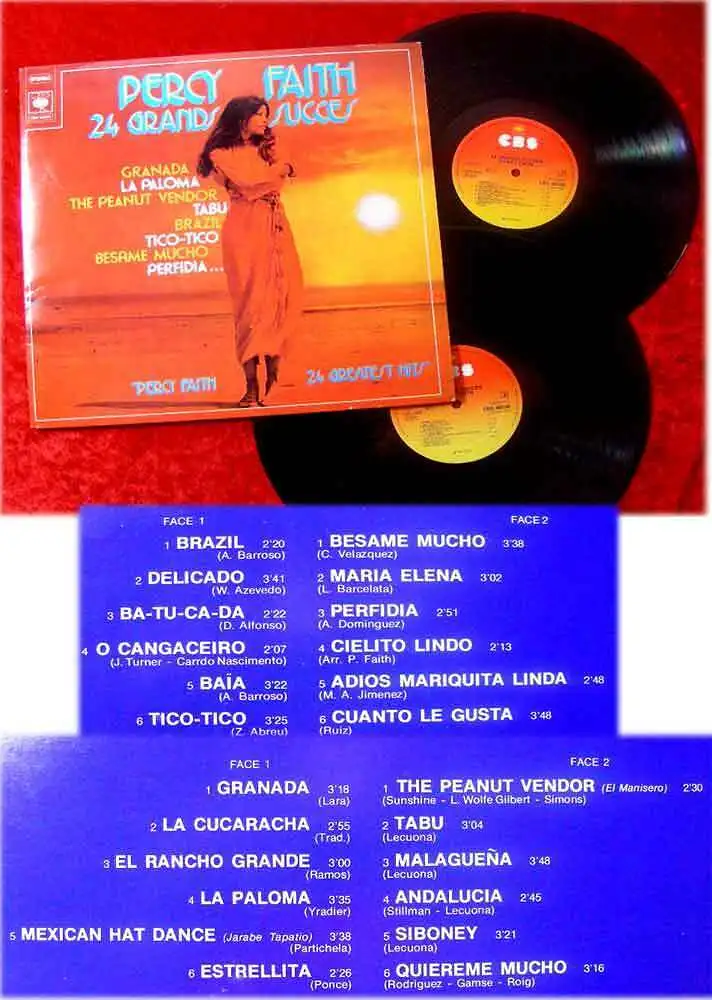 PERCY FAITH
24 GRANDS SUCCES
GRANADA
LA PALOMA
THE PEANUT VENDOR
TABU
BRAZIL
TICO-TICO
BESAME MUCHO
PERFIDIA...
"PERCY FAITH 24 GREATEST HITS"
CBS
CBS
FACE 1
1 BRAZIL 2'20
(A. Barroso)
2 DELICADO 3'41
(W. Azevedo)
3 BA-TU-CA-DA 2'22
(D. Alfonso)
4 O CANGACEIRO 2'07
(J. Turner - Carrdo Nascimento)
5 BAÏA 3'22
(A. Barroso)
6 TICO-TICO 3'25
(Z. Abreu)
FACE 2
1 BESAME MUCHO 3'38
(C. Velazquez)
2 MARIA ELENA 3'02
(L. Barcelata)
3 PERFIDIA 2'51
(A. Dominguez)
4 CIELITO LINDO 2'13
(Arr. P. Faith)
5 ADIOS MARIQUITA LINDA 2'48
(M. A. Jimenez)
6 CUANTO LE GUSTA 3'48
(Ruiz)
FACE 1
1 GRANADA 3'18
(Lara)
2 LA CUCARACHA 2'55
(Trad.)
3 EL RANCHO GRANDE 3'00
(Ramos)
4 LA PALOMA 3'35
(Yradier)
5 MEXICAN HAT DANCE (Jarabe Tapatio) 3'38
(Partichela)
6 ESTRELLITA 2'26
(Ponce)
FACE 2
1 THE PEANUT VENDOR (El Manisero) 2'30
(Sunshine - L. Wolfe Gilbert - Simons)
2 TABU 3'04
(Lecuona)
3 MALAGUEÑA 3'48
(Lecuona)
4 ANDALUCIA 2'45
(Stillman - Lecuona)
5 SIBONEY 3'21
(Lecuona)
6 QUIEREME MUCHO 3'16
(Rodriguez - Gamse - Roig)